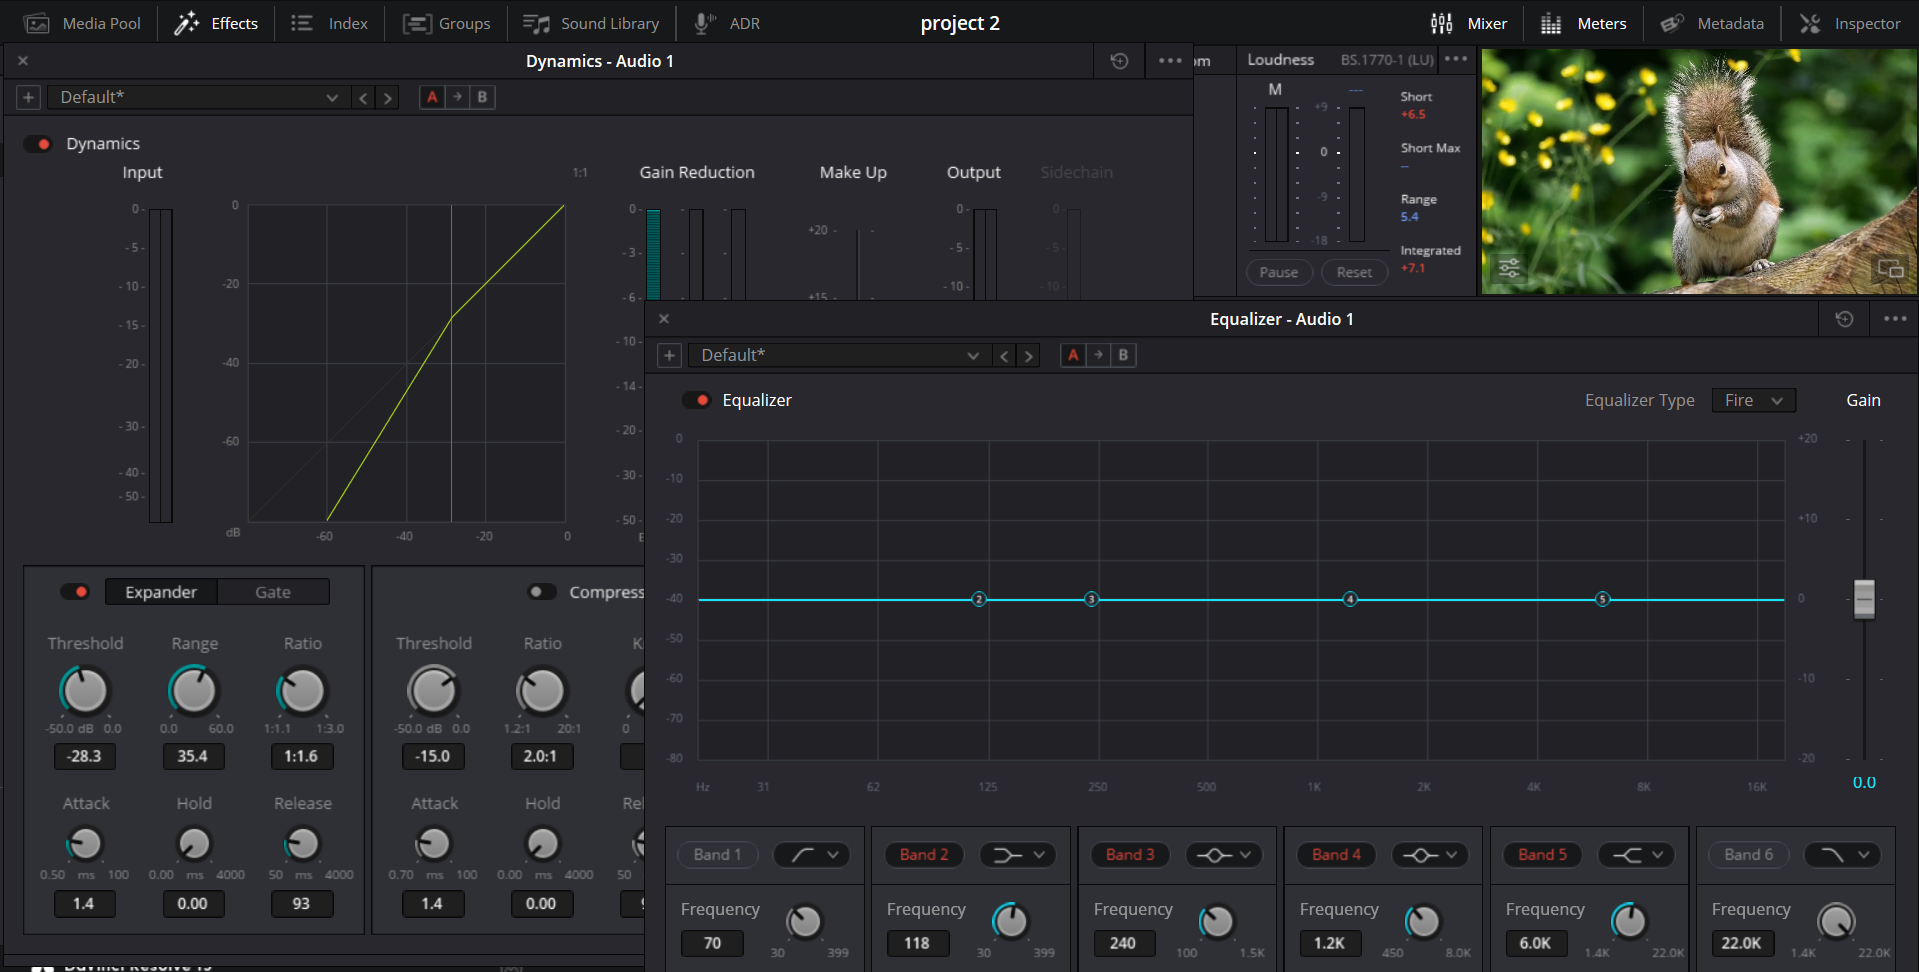 Media Pool
Effects
Index
Groups
Sound Library
ADR
project 2
Mixer
Meters
Metadata
Inspector
Dynamics - Audio 1
Default*
A
B
Dynamics
Input
1:1
Gain Reduction
Make Up
Output
Sidechain
0
-5
-10
-15
-20
-30
-40
-50
0
-20
-40
-60
dB
-60
-40
-20
0
0
-3
-6
-10
-14
-20
-30
-50
+20
+15
0
-5
-10
0
-5
-10
om
Loudness
BS.1770-1 (LU)
M
---
+9
0
-9
-18
Pause
Reset
Short
+6.5
Short Max
--
Range
5.4
Integrated
+7.1
Expander
Gate
Threshold
Range
Ratio
-50.0 dB 0.0
0.0 60.0
1:1.1 1:3.0
-28.3
35.4
1:1.6
Attack
Hold
Release
0.50 ms 100
0.00 ms 4000
50 ms 4000
1.4
0.00
93
Compress
Threshold
Ratio
-50.0 dB 0.0
1.2:1 20:1
0
-15.0
2.0:1
Attack
Hold
Rel
0.70 ms 100
0.00 ms 4000
50
1.4
0.00
Equalizer - Audio 1
Default*
A
B
Equalizer
Equalizer Type
Fire
Gain
0
-10
-20
-30
-40
-50
-60
-70
-80
2
3
4
5
+20
+10
0
-10
-20
Hz 31 62 125 250 500 1K 2K 4K 8K 16K
0.0
Band 1
Band 2
Band 3
Band 4
Band 5
Band 6
Frequency
70
30 399
Frequency
118
30 399
Frequency
240
100 1.5K
Frequency
1.2K
450 8.0K
Frequency
6.0K
1.4K 22.0K
Frequency
22.0K
1.4K 22.0K